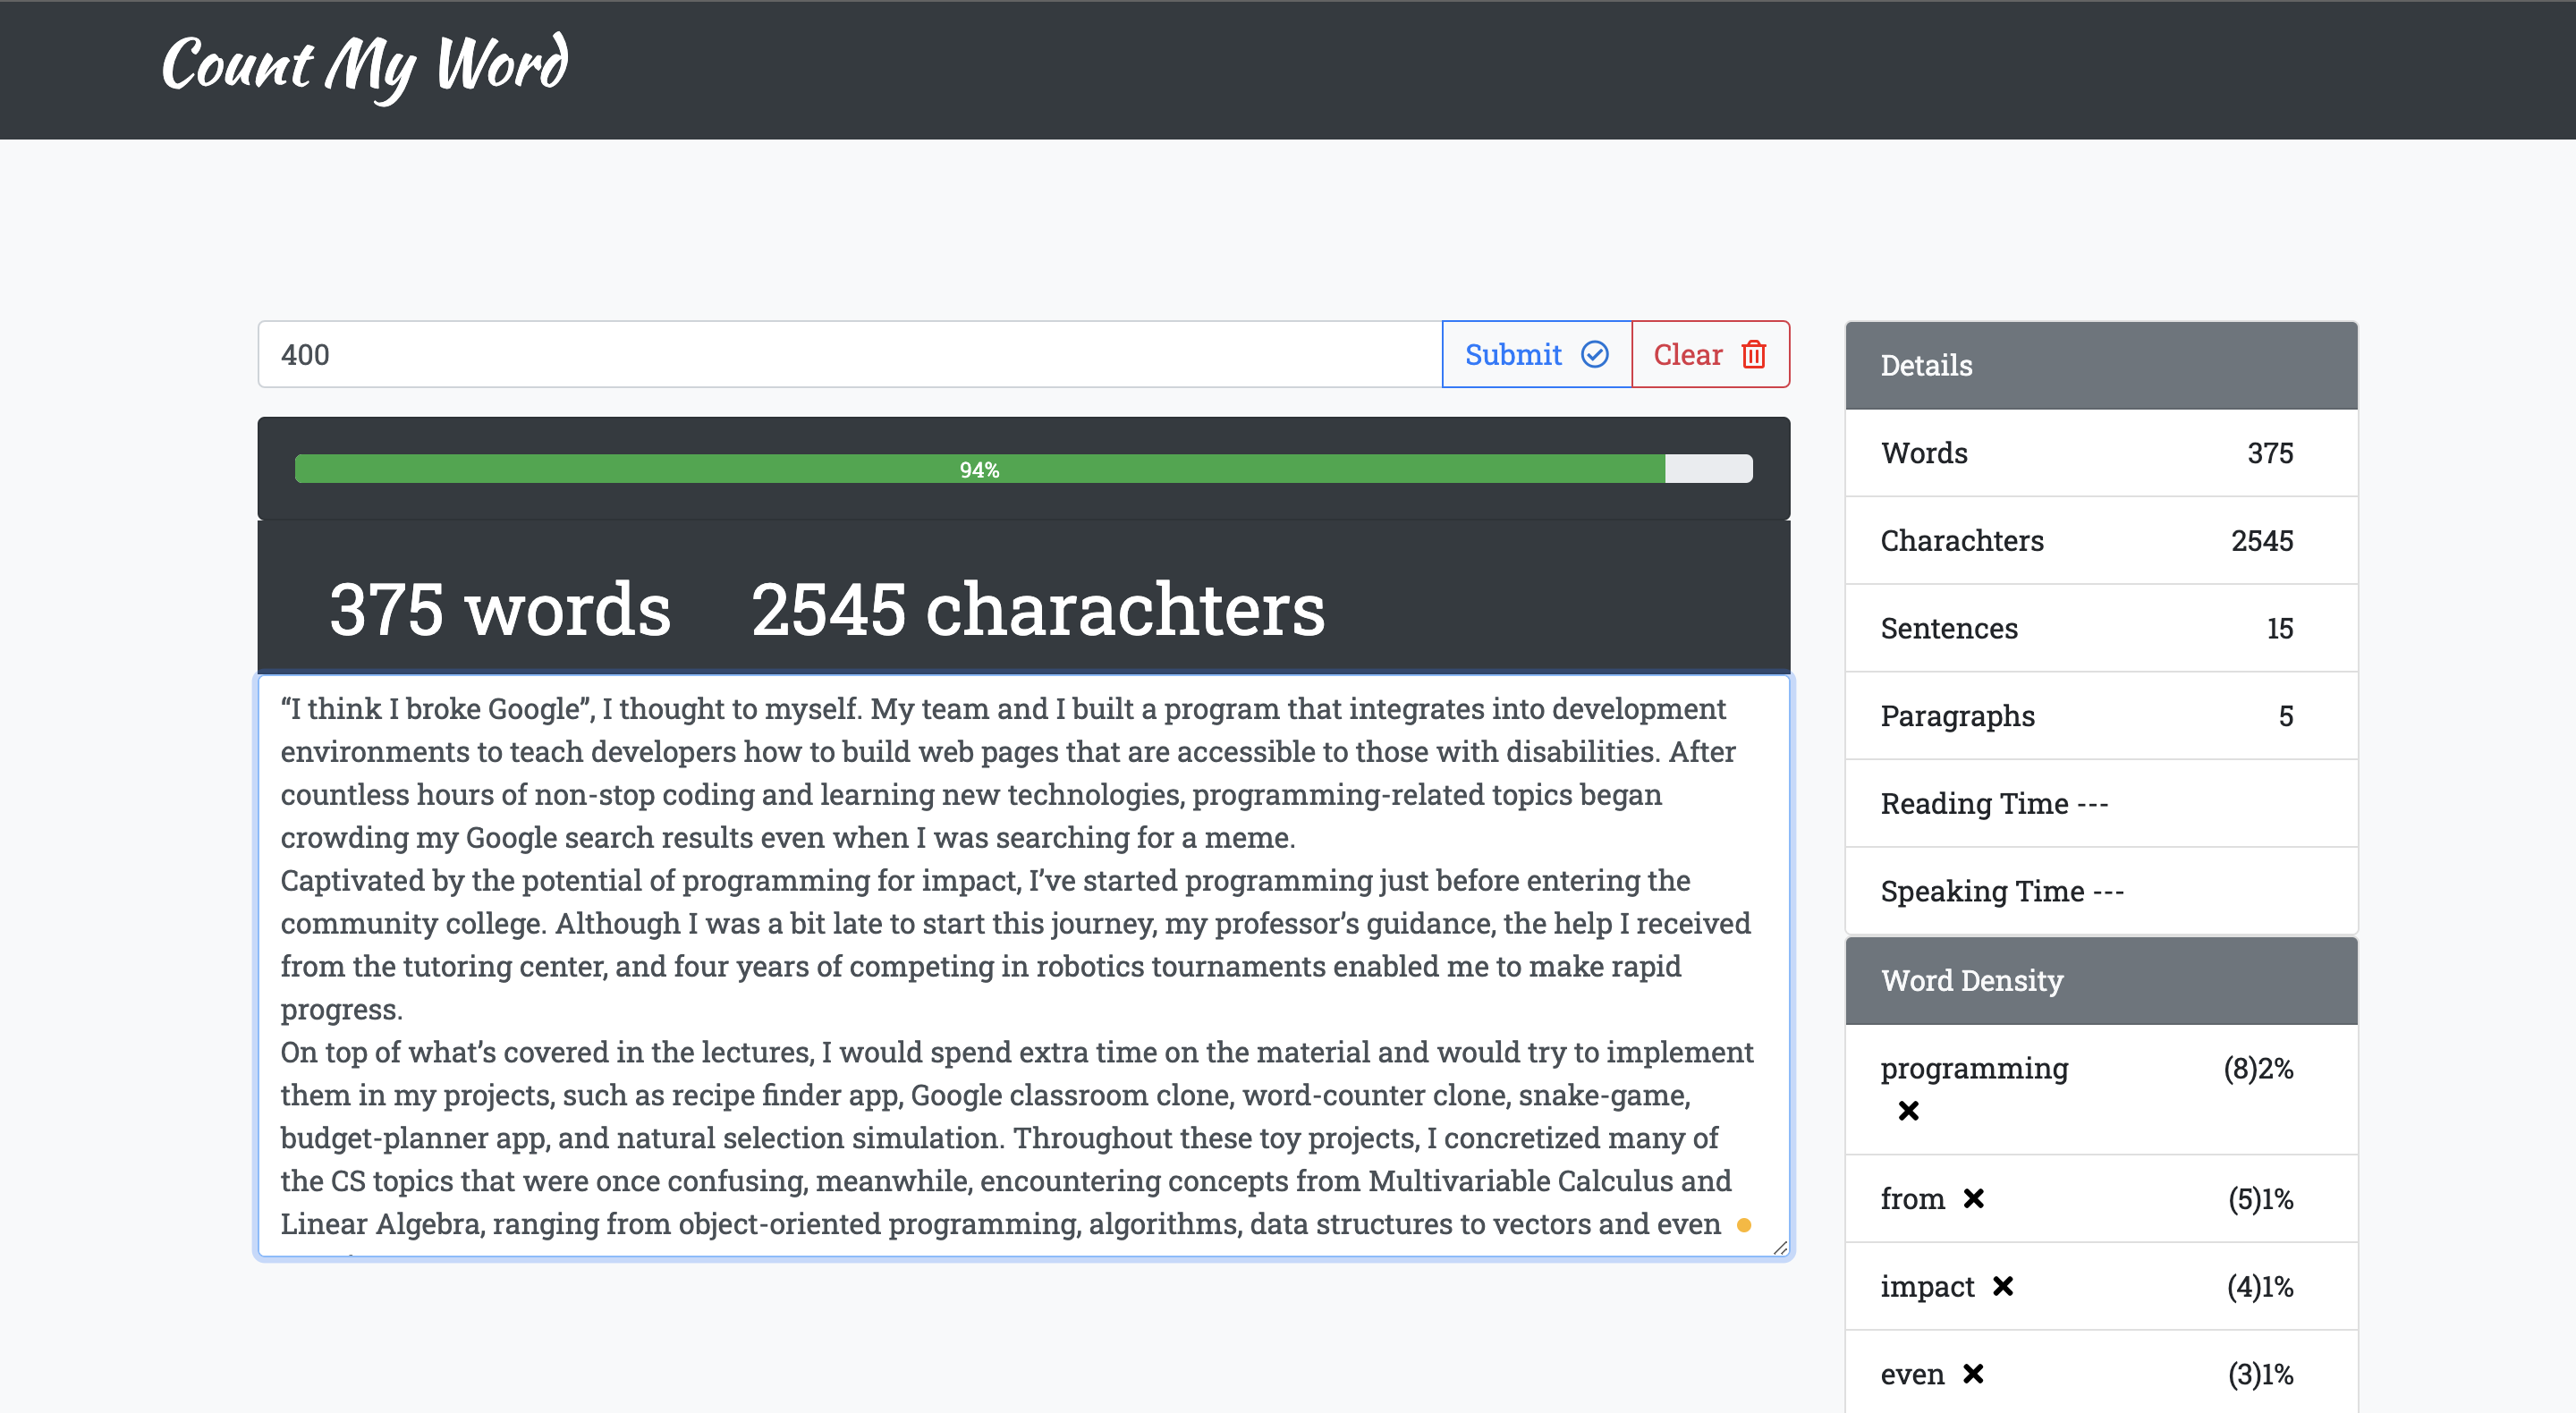 Count My Word
400
Submit
Clear
94%
375 words 2545 charachters
“I think I broke Google”, I thought to myself. My team and I built a program that integrates into development
environments to teach developers how to build web pages that are accessible to those with disabilities. After
countless hours of non-stop coding and learning new technologies, programming-related topics began
crowding my Google search results even when I was searching for a meme.
Captivated by the potential of programming for impact, I’ve started programming just before entering the
community college. Although I was a bit late to start this journey, my professor’s guidance, the help I received
from the tutoring center, and four years of competing in robotics tournaments enabled me to make rapid
progress.
On top of what’s covered in the lectures, I would spend extra time on the material and would try to implement
them in my projects, such as recipe finder app, Google classroom clone, word-counter clone, snake-game,
budget-planner app, and natural selection simulation. Throughout these toy projects, I concretized many of
the CS topics that were once confusing, meanwhile, encountering concepts from Multivariable Calculus and
Linear Algebra, ranging from object-oriented programming, algorithms, data structures to vectors and even
Details
Words 375
Charachters 2545
Sentences 15
Paragraphs 5
Reading Time ---
Speaking Time ---
Word Density
programming (8)2%
from (5)1%
impact (4)1%
even (3)1%